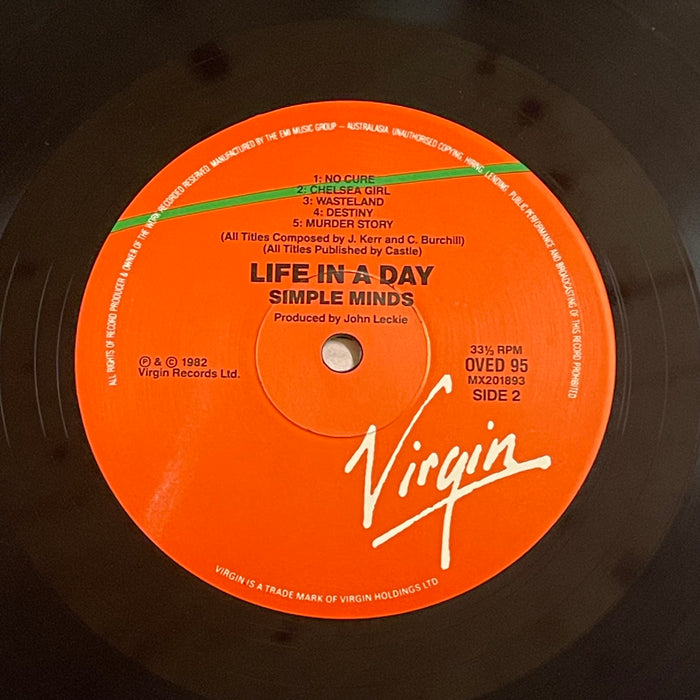 ALL RIGHTS OF RECORD PRODUCER & OWNER OF THE WORK RECORDED RESERVED. MANUFACTURED BY THE EMI MUSIC GROUP – AUSTRALASIA. UNAUTHORISED COPYING, HIRING, LENDING, PUBLIC PERFORMANCE AND BROADCASTING OF THIS RECORD PROHIBITED.
1: NO CURE
2: CHELSEA GIRL
3: WASTELAND
4: DESTINY
5: MURDER STORY
(All Titles Composed by J. Kerr and C. Burchill)
(All Titles Published by Castle)
LIFE IN A DAY
SIMPLE MINDS
Produced by John Leckie
℗ & © 1982
Virgin Records Ltd.
33⅓ RPM
OVED 95
MX201893
SIDE 2
Virgin
VIRGIN IS A TRADE MARK OF VIRGIN HOLDINGS LTD